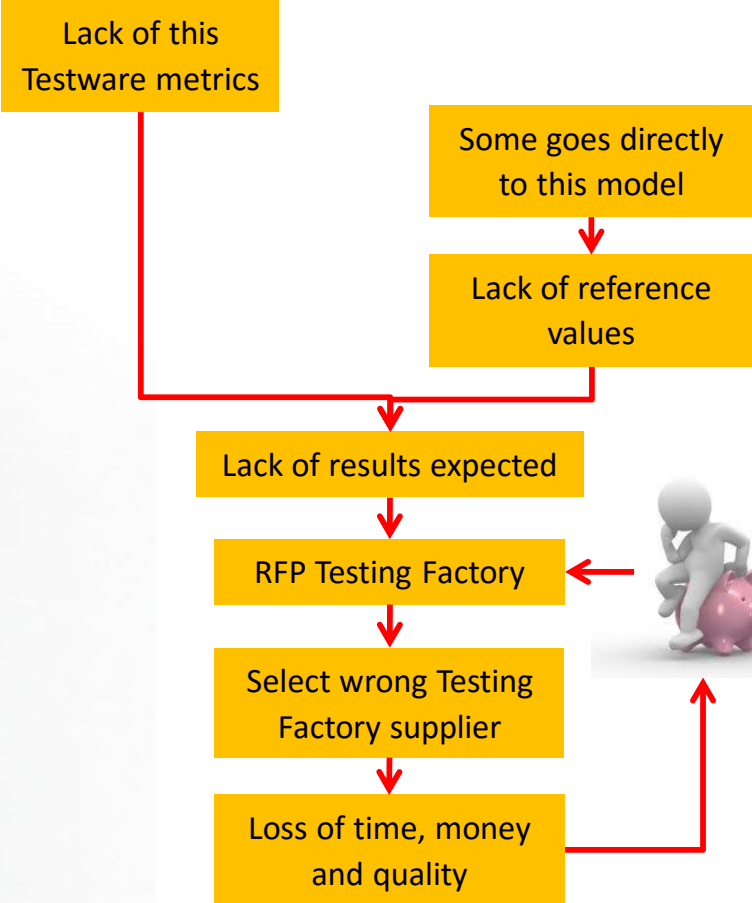 Lack of this
Testware metrics
Some goes directly
to this model
Lack of reference
values
Lack of results expected
RFP Testing Factory
Select wrong Testing
Factory supplier
Loss of time, money
and quality